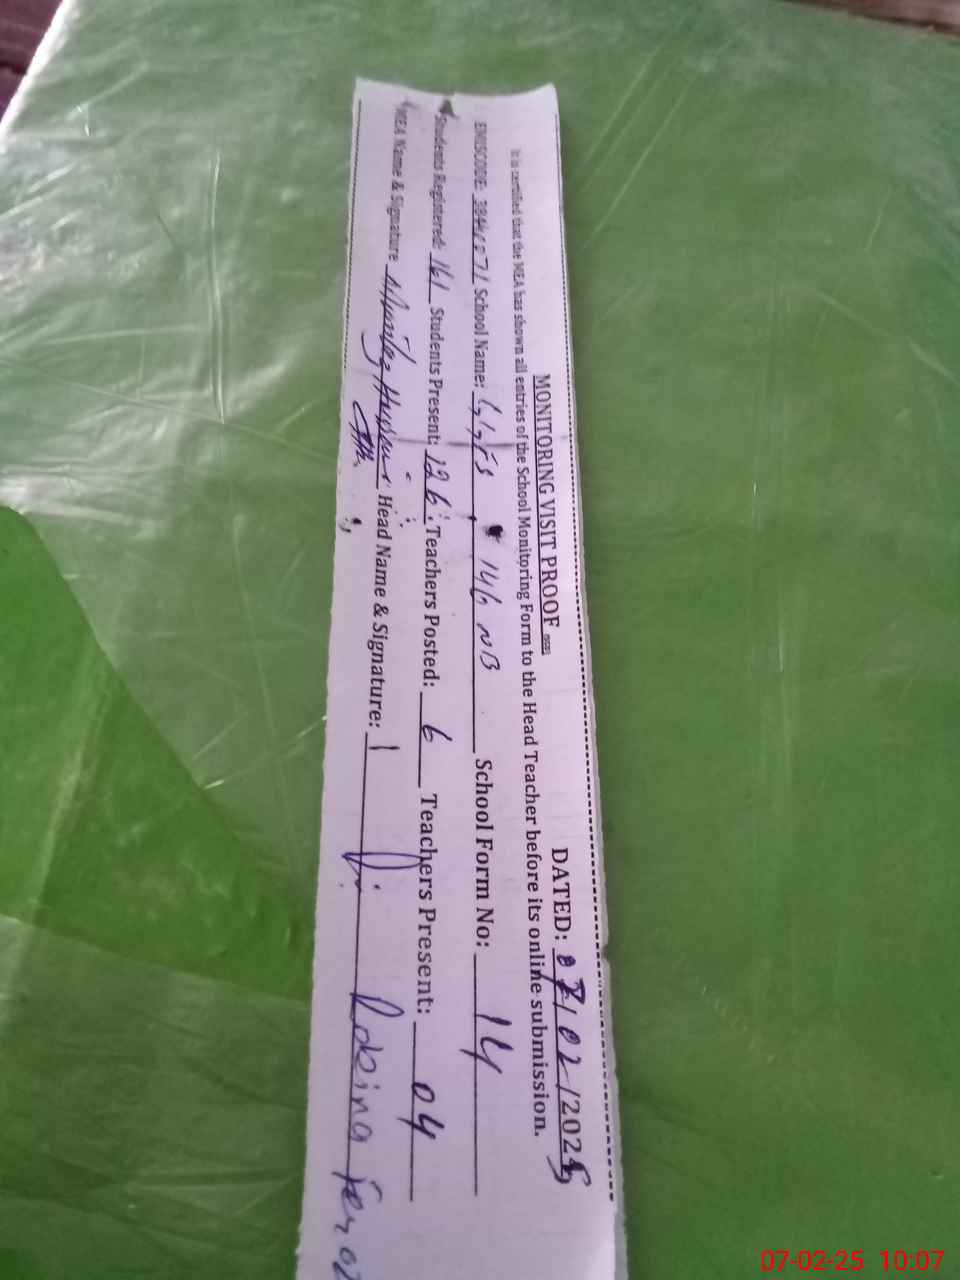 MONITORING VISIT PROOF DATED: 07/02/2025
It is certified that the MEA has shown all entries of the School Monitoring Form to the Head Teacher before its online submission.
EMISCODE: School Name: 146 NB School Form No: 14
Students Registered: 161 Students Present: 126 Teachers Posted: 6 Teachers Present: 04
MEA Name & Signature Head Name & Signature: Robina
07-02-25 10:07